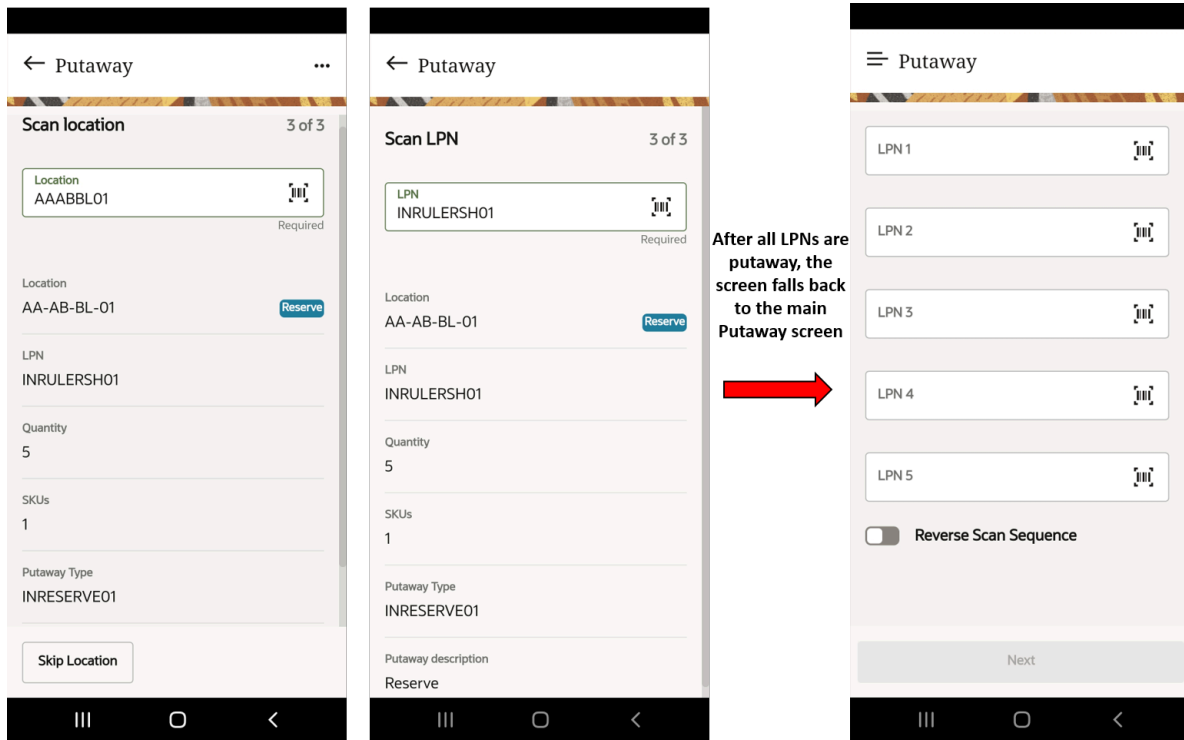 Putaway
Scan location 3 of 3
Location
AAABBL01
Required
Location
AA-AB-BL-01 Reserve
LPN
INRULERSH01
Quantity
5
SKUs
1
Putaway Type
INRESERVE01
Skip Location
Putaway
Scan LPN 3 of 3
LPN
INRULERSH01
Required
Location
AA-AB-BL-01 Reserve
LPN
INRULERSH01
Quantity
5
SKUs
1
Putaway Type
INRESERVE01
Putaway description
Reserve
After all LPNs are
putaway, the
screen falls back
to the main
Putaway screen
Putaway
LPN 1
LPN 2
LPN 3
LPN 4
LPN 5
Reverse Scan Sequence
Next